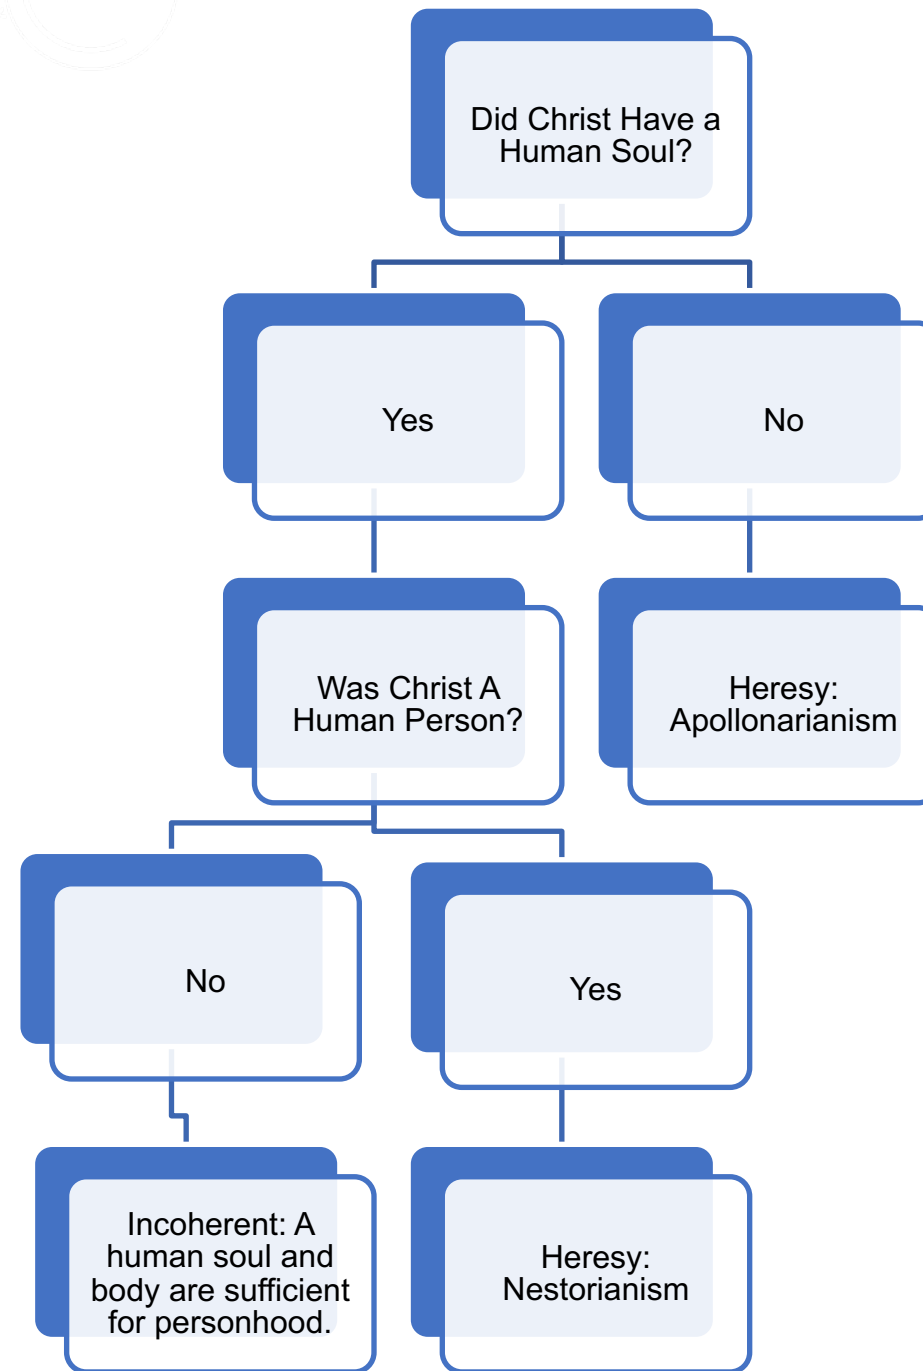 Did Christ Have a
Human Soul?
Yes
No
Was Christ A
Human Person?
Heresy:
Apollonarianism
No
Yes
Incoherent: A
human soul and
body are sufficient
for personhood.
Heresy:
Nestorianism